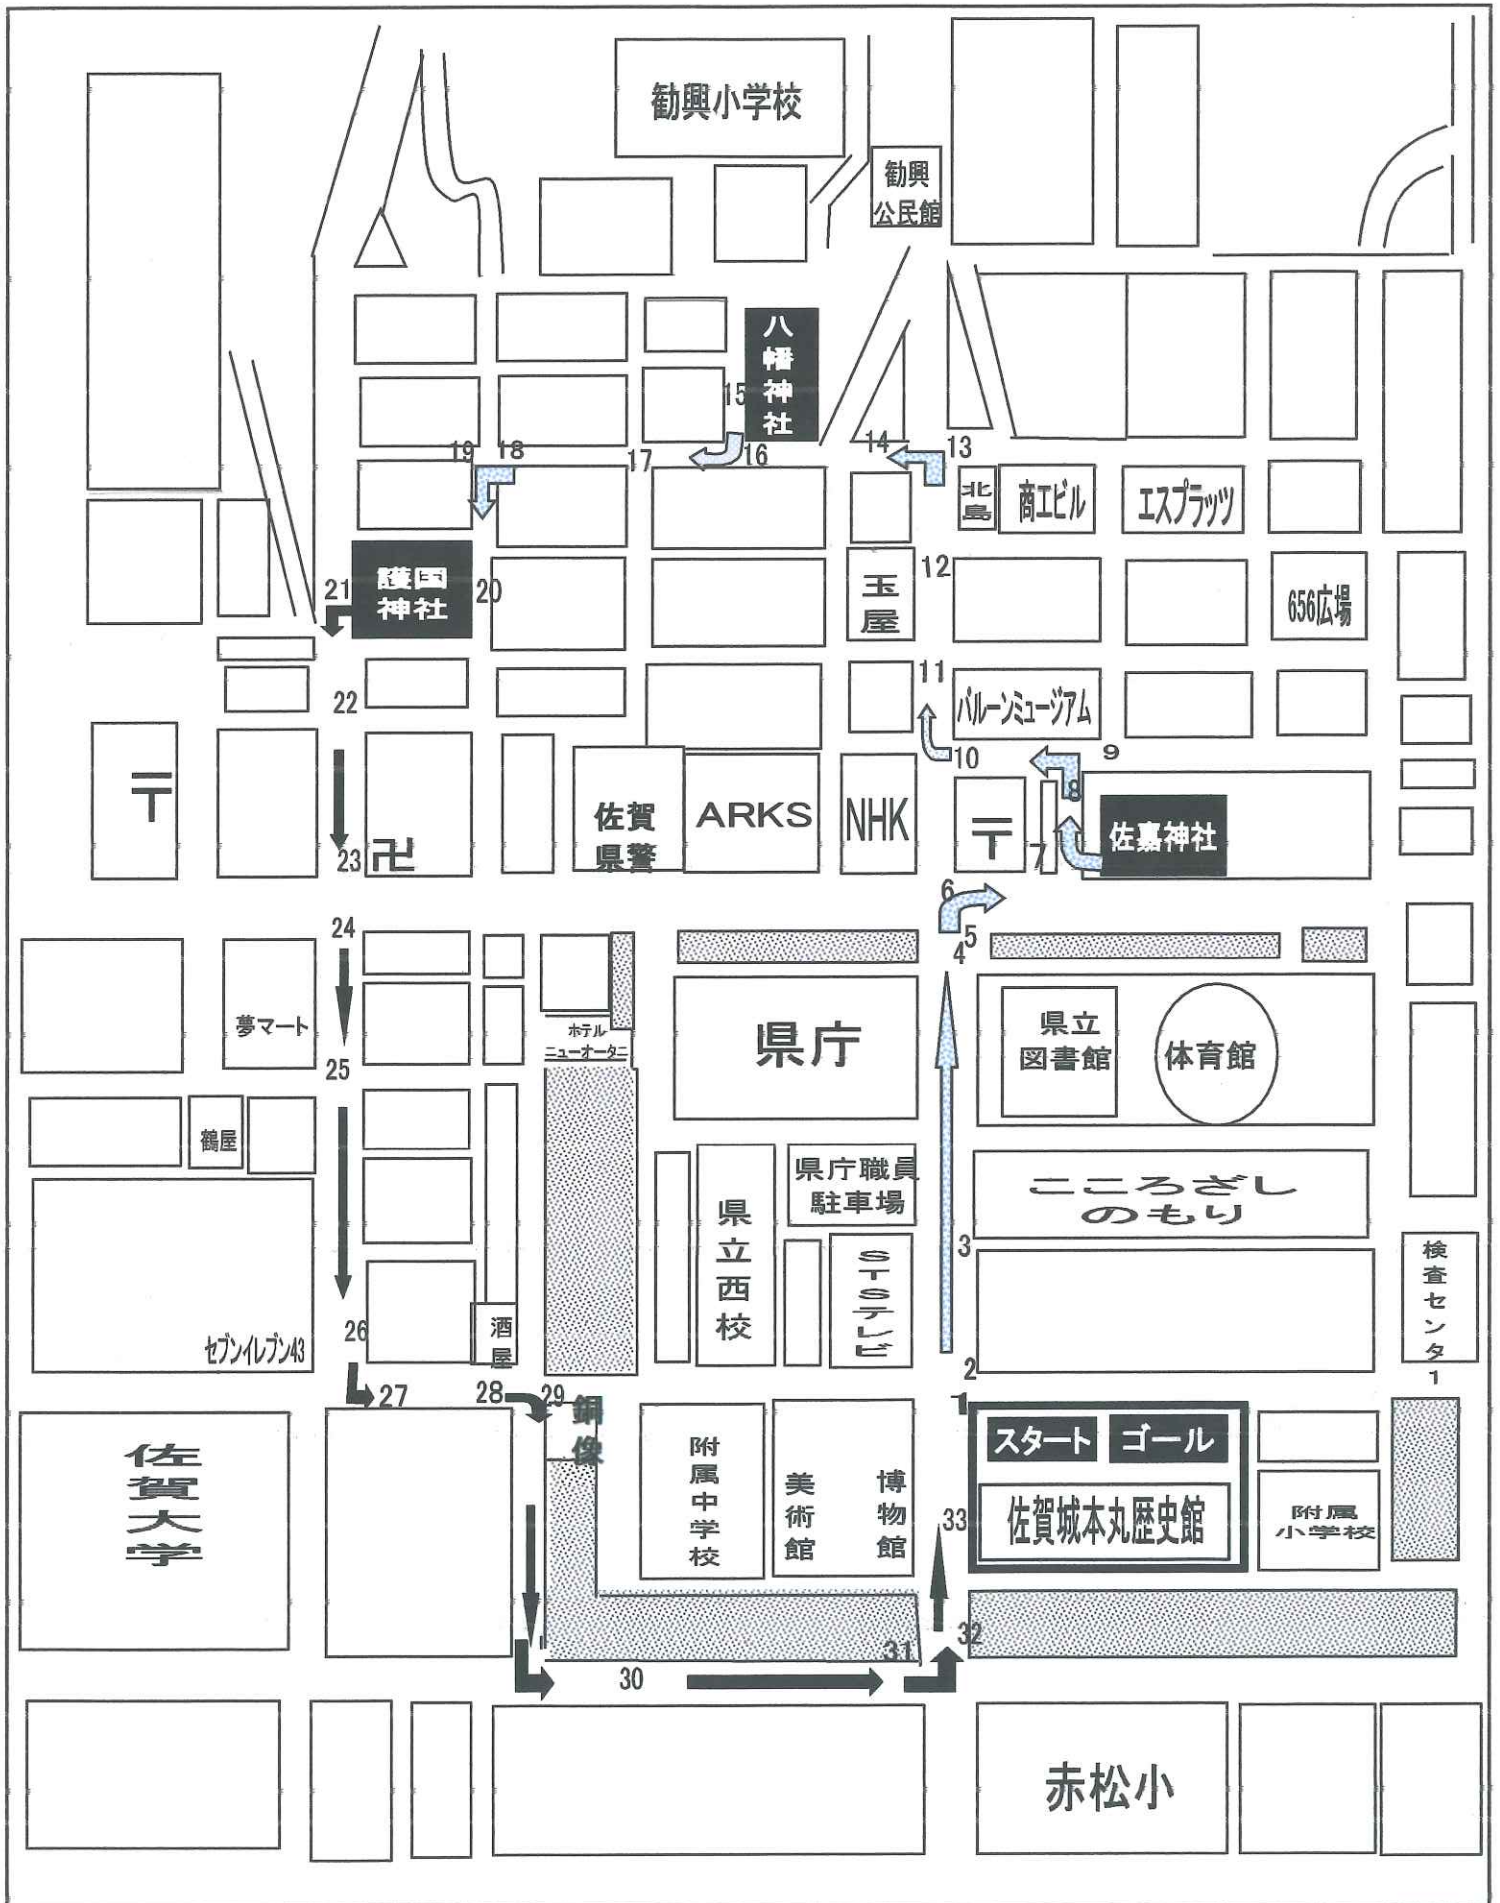 勧興小学校
勧興
公民館
八
幡
神
社
15
16
17
18
19
14
13
北
島
商工ビル
エスプラッツ
護国
神社
20
21
玉
屋
12
656広場
22
11
バルーンミュージアム
10
9
8
〒
佐賀
県警
ARKS
NHK
〒
7
佐嘉神社
23
卍
6
5
4
24
夢マート
ホテル
ニューオータニ
県庁
県立
図書館
体育館
25
鶴屋
県
立
西
校
県庁職員
駐車場
こころざし
のもり
3
STSテレビ
検
査
セ
ン
タ
1
セブンイレブン43
26
酒
屋
2
1
27
28
29
銅
像
スタート
ゴール
佐
賀
大
学
附
属
中
学
校
美
術
館
博
物
館
33
佐賀城本丸歴史館
附属
小学校
32
31
30
赤松小